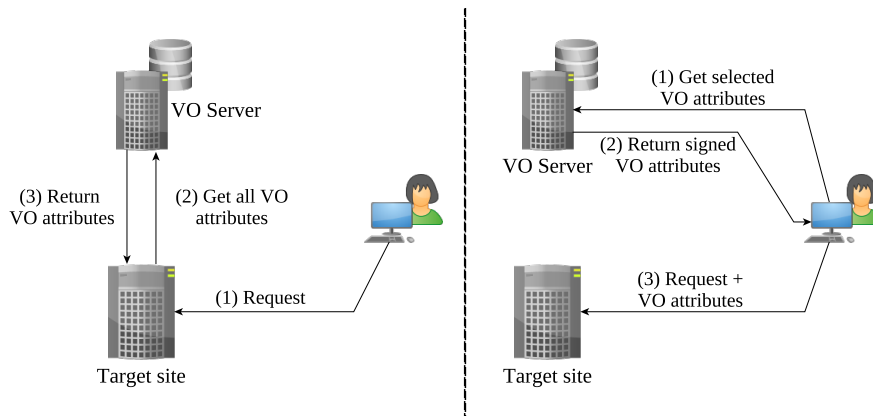 VO Server
(3) Return
VO attributes
(2) Get all VO
attributes
(1) Request
Target site
(1) Get selected
VO attributes
(2) Return signed
VO attributes
VO Server
(3) Request +
VO attributes
Target site